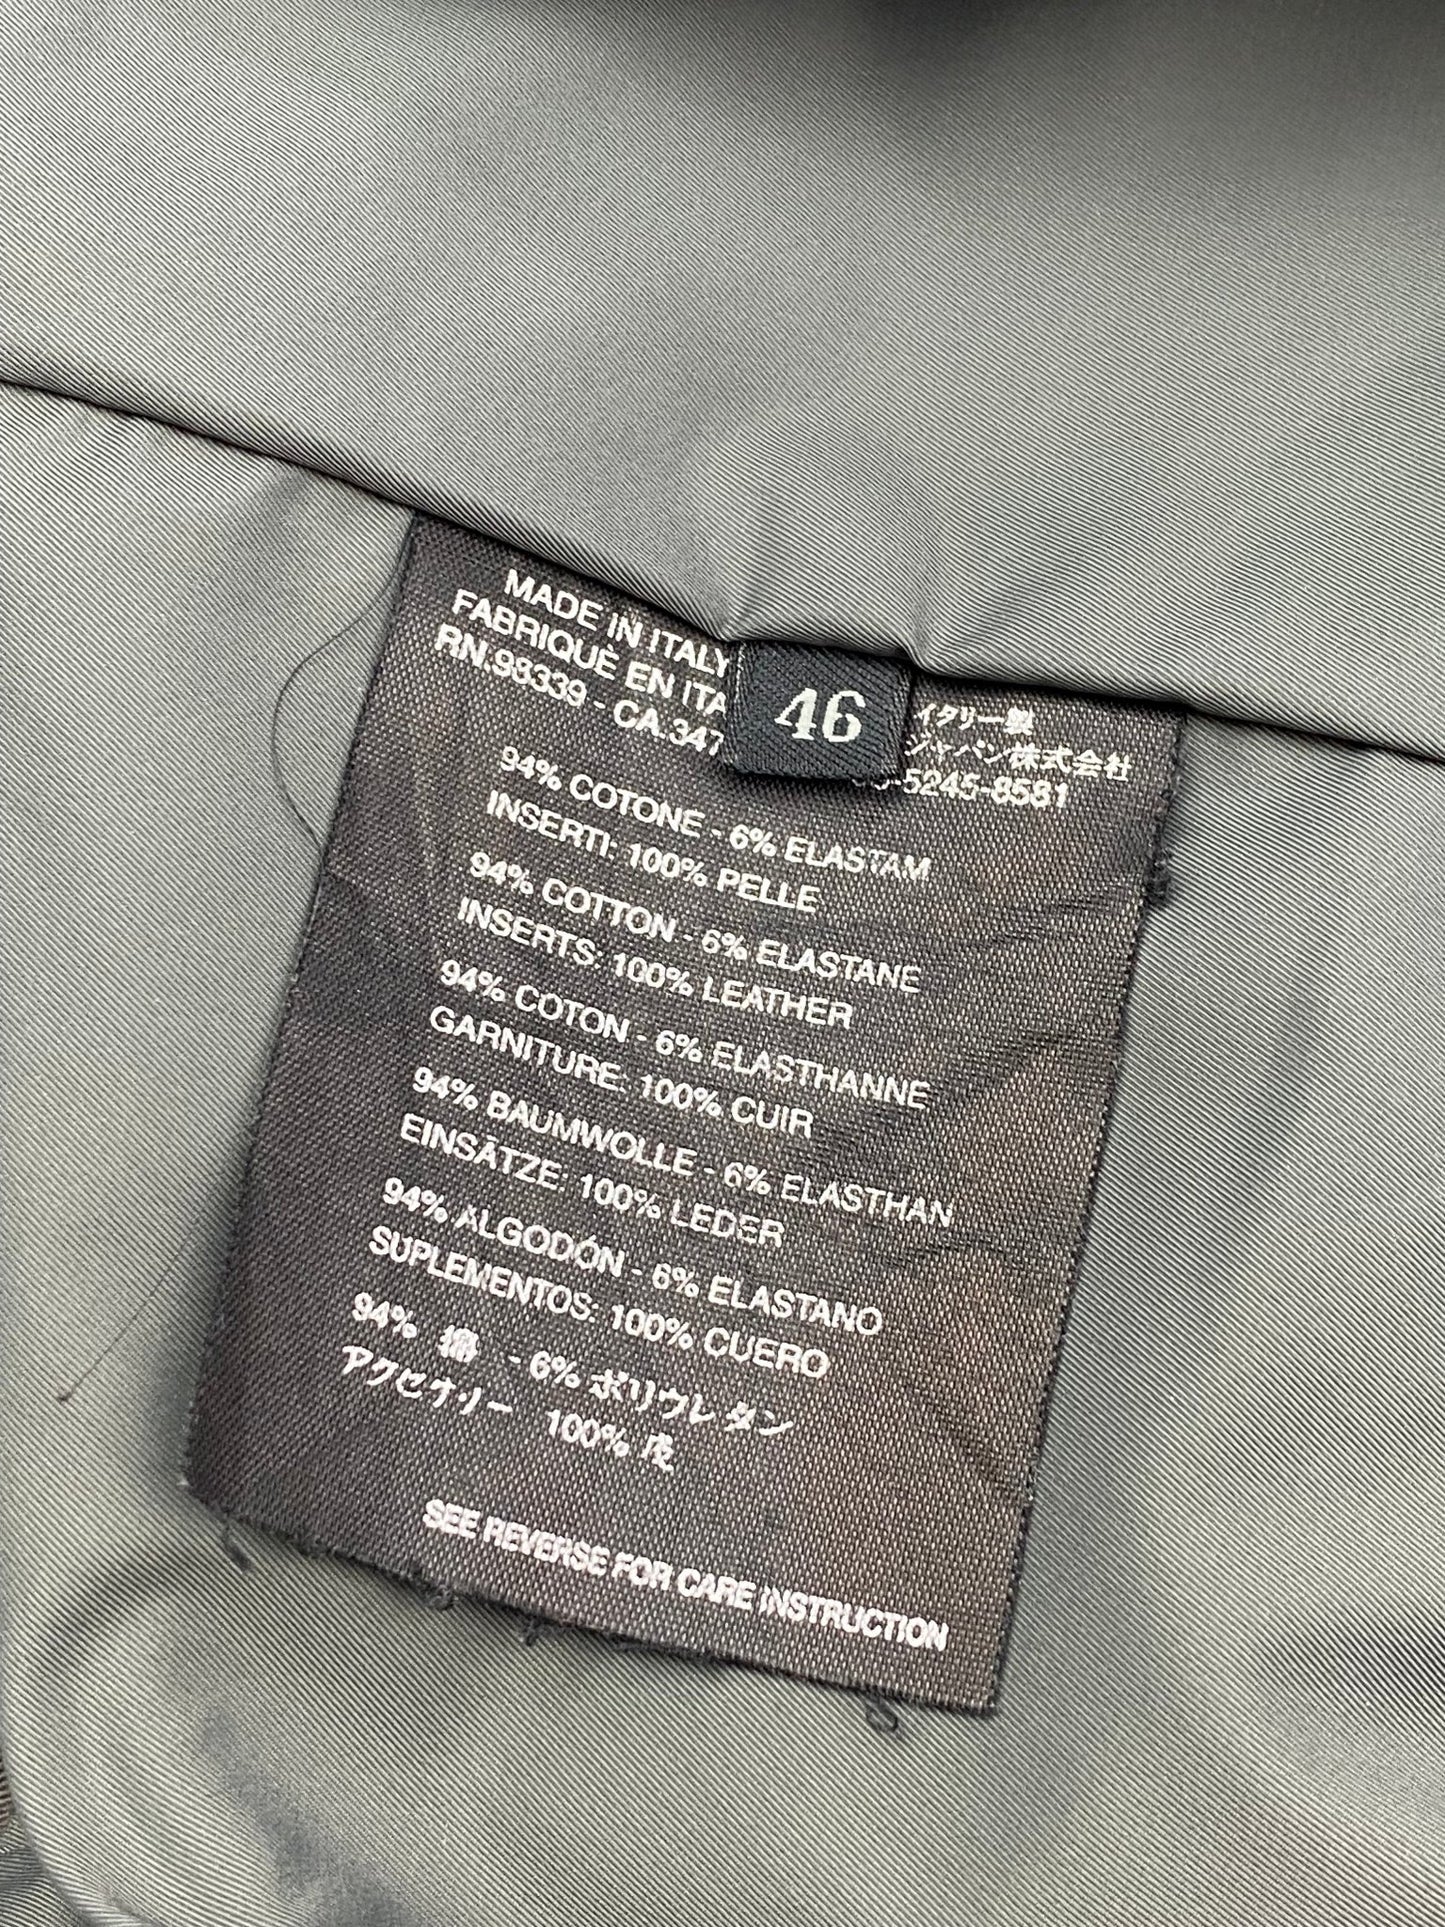 MADE IN ITALY
FABRIQUÈ EN ITA
RN.93339 - CA.347
46
イタリー製
ジャパン株式会社
-5245-8581
94% COTONE - 6% ELASTAM
INSERTI: 100% PELLE
94% COTTON - 6% ELASTANE
INSERTS: 100% LEATHER
94% COTON - 6% ELASTHANNE
GARNITURE: 100% CUIR
94% BAUMWOLLE - 6% ELASTHAN
EINSÄTZE: 100% LEDER
94% ALGODÓN - 6% ELASTANO
SUPLEMENTOS: 100% CUERO
94% 綿 - 6% ポリウレタン
アクセサリー 100% 皮
SEE REVERSE FOR CARE INSTRUCTION